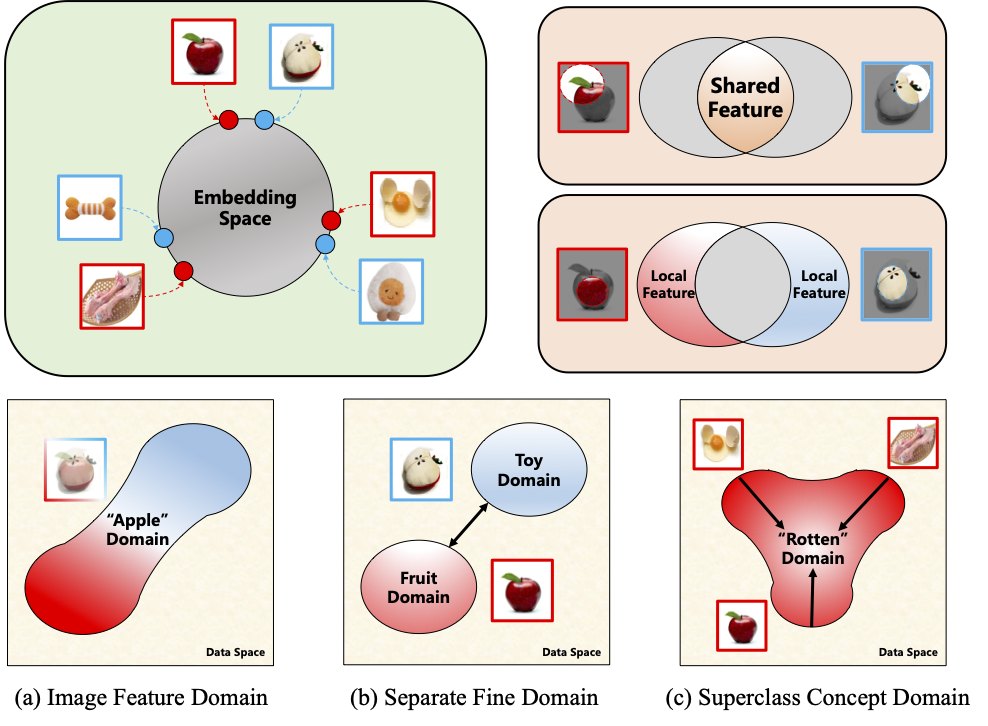 Embedding
Space
Shared
Feature
Local
Feature
Local
Feature
“Apple”
Domain
Data Space
Toy
Domain
Fruit
Domain
Data Space
“Rotten”
Domain
Data Space
(a) Image Feature Domain
(b) Separate Fine Domain
(c) Superclass Concept Domain